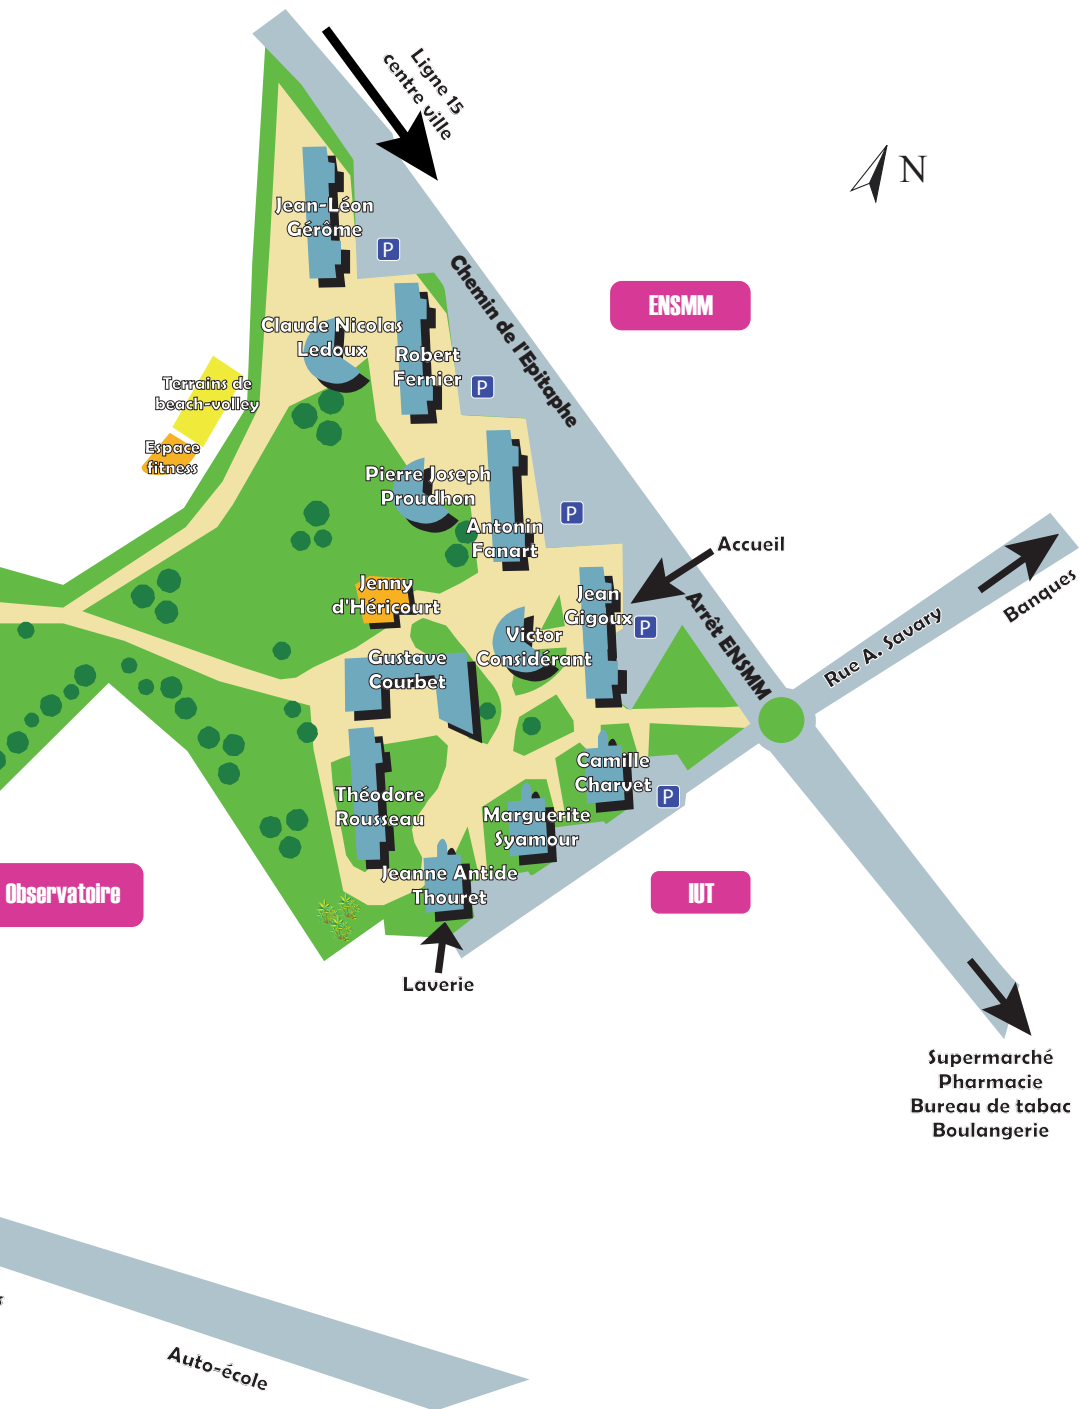 Ligne 15
centre ville
N
Jean-Léon
Gérôme
P
Chemin de l'Epitaphe
ENSMM
Claude Nicolas
Ledoux
Robert
Fernier
P
Terrains de
beach-volley
Espace
fitness
Pierre Joseph
Proudhon
Antonin
Fanart
P
Accueil
Jenny
d'Héricourt
Jean
Gigoux
P
Arrêt ENSMM
Rue A. Savary
Banques
Victor
Considérant
Gustave
Courbet
Camille
Charvet
P
Théodore
Rousseau
Marguerite
Syamour
Jeanne Antide
Thouret
Observatoire
IUT
Laverie
Supermarché
Pharmacie
Bureau de tabac
Boulangerie
Auto-école